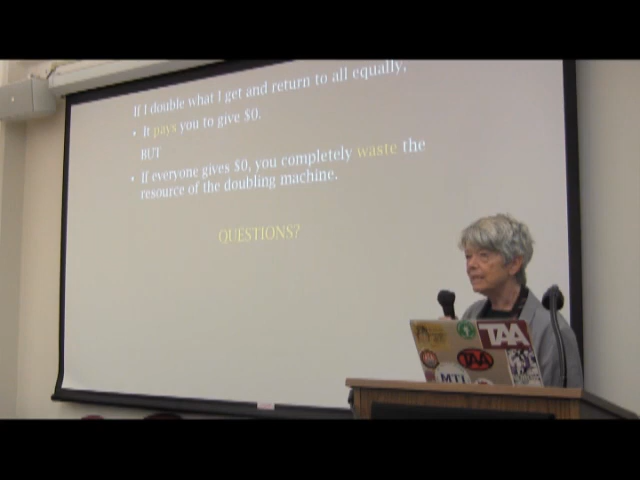 If I double what I get and return to all equally,
• It pays you to give $0.
BUT
• If everyone gives $0, you completely waste the
resource of the doubling machine.
QUESTIONS?
TAA
TAA
MTI